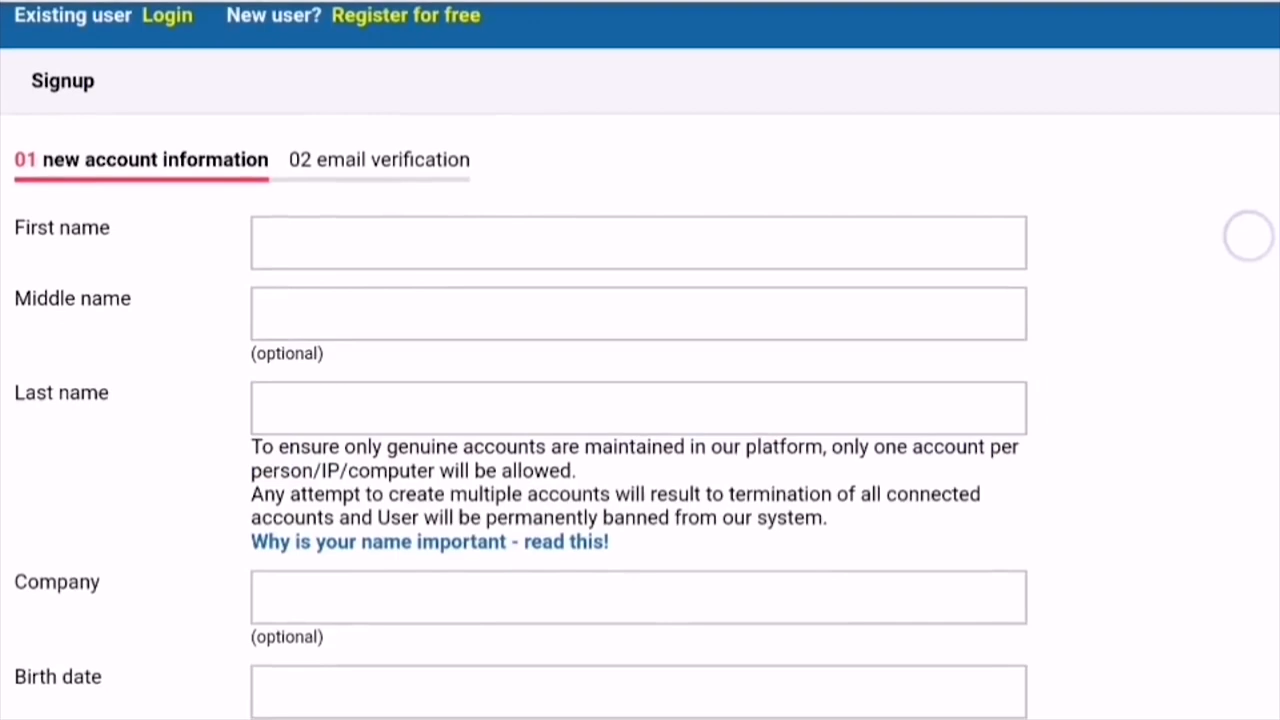 Existing user Login New user? Register for free
Signup
01 new account information 02 email verification
First name
Middle name
(optional)
Last name
To ensure only genuine accounts are maintained in our platform, only one account per
person/IP/computer will be allowed.
Any attempt to create multiple accounts will result to termination of all connected
accounts and User will be permanently banned from our system.
Why is your name important - read this!
Company
(optional)
Birth date